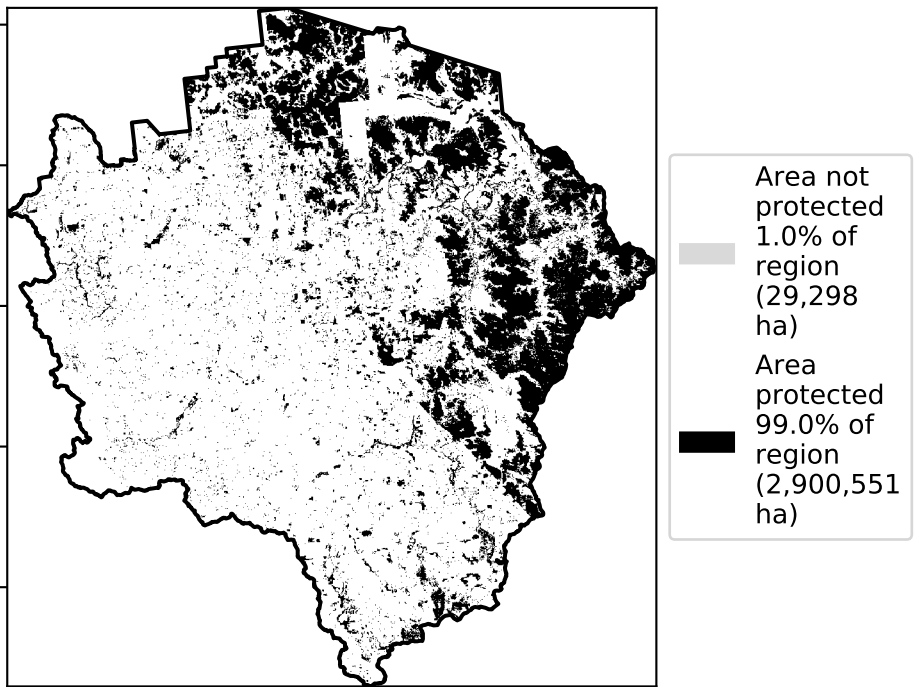 Area not
protected
1.0% of
region
(29,298
ha)
Area
protected
99.0% of
region
(2,900,551
ha)